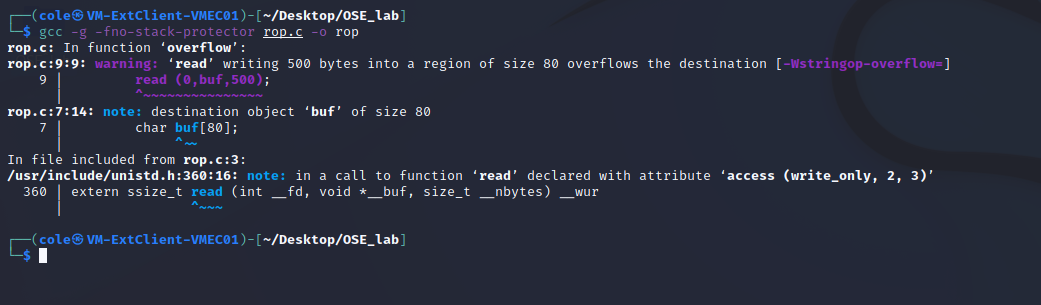 ┌──(cole㉿VM-ExtClient-VMEC01)-[~/Desktop/OSE_lab]
└─$ gcc -g -fno-stack-protector rop.c -o rop
rop.c: In function ‘overflow’:
rop.c:9:9: warning: ‘read’ writing 500 bytes into a region of size 80 overflows the destination [-Wstringop-overflow=]
    9 |         read (0,buf,500);
      |         ^~~~~~~~~~~~~~~~
rop.c:7:14: note: destination object ‘buf’ of size 80
    7 |         char buf[80];
      |              ^~~
In file included from rop.c:3:
/usr/include/unistd.h:360:16: note: in a call to function ‘read’ declared with attribute ‘access (write_only, 2, 3)’
  360 | extern ssize_t read (int __fd, void *__buf, size_t __nbytes) __wur
      |                ^~~~
┌──(cole㉿VM-ExtClient-VMEC01)-[~/Desktop/OSE_lab]
└─$